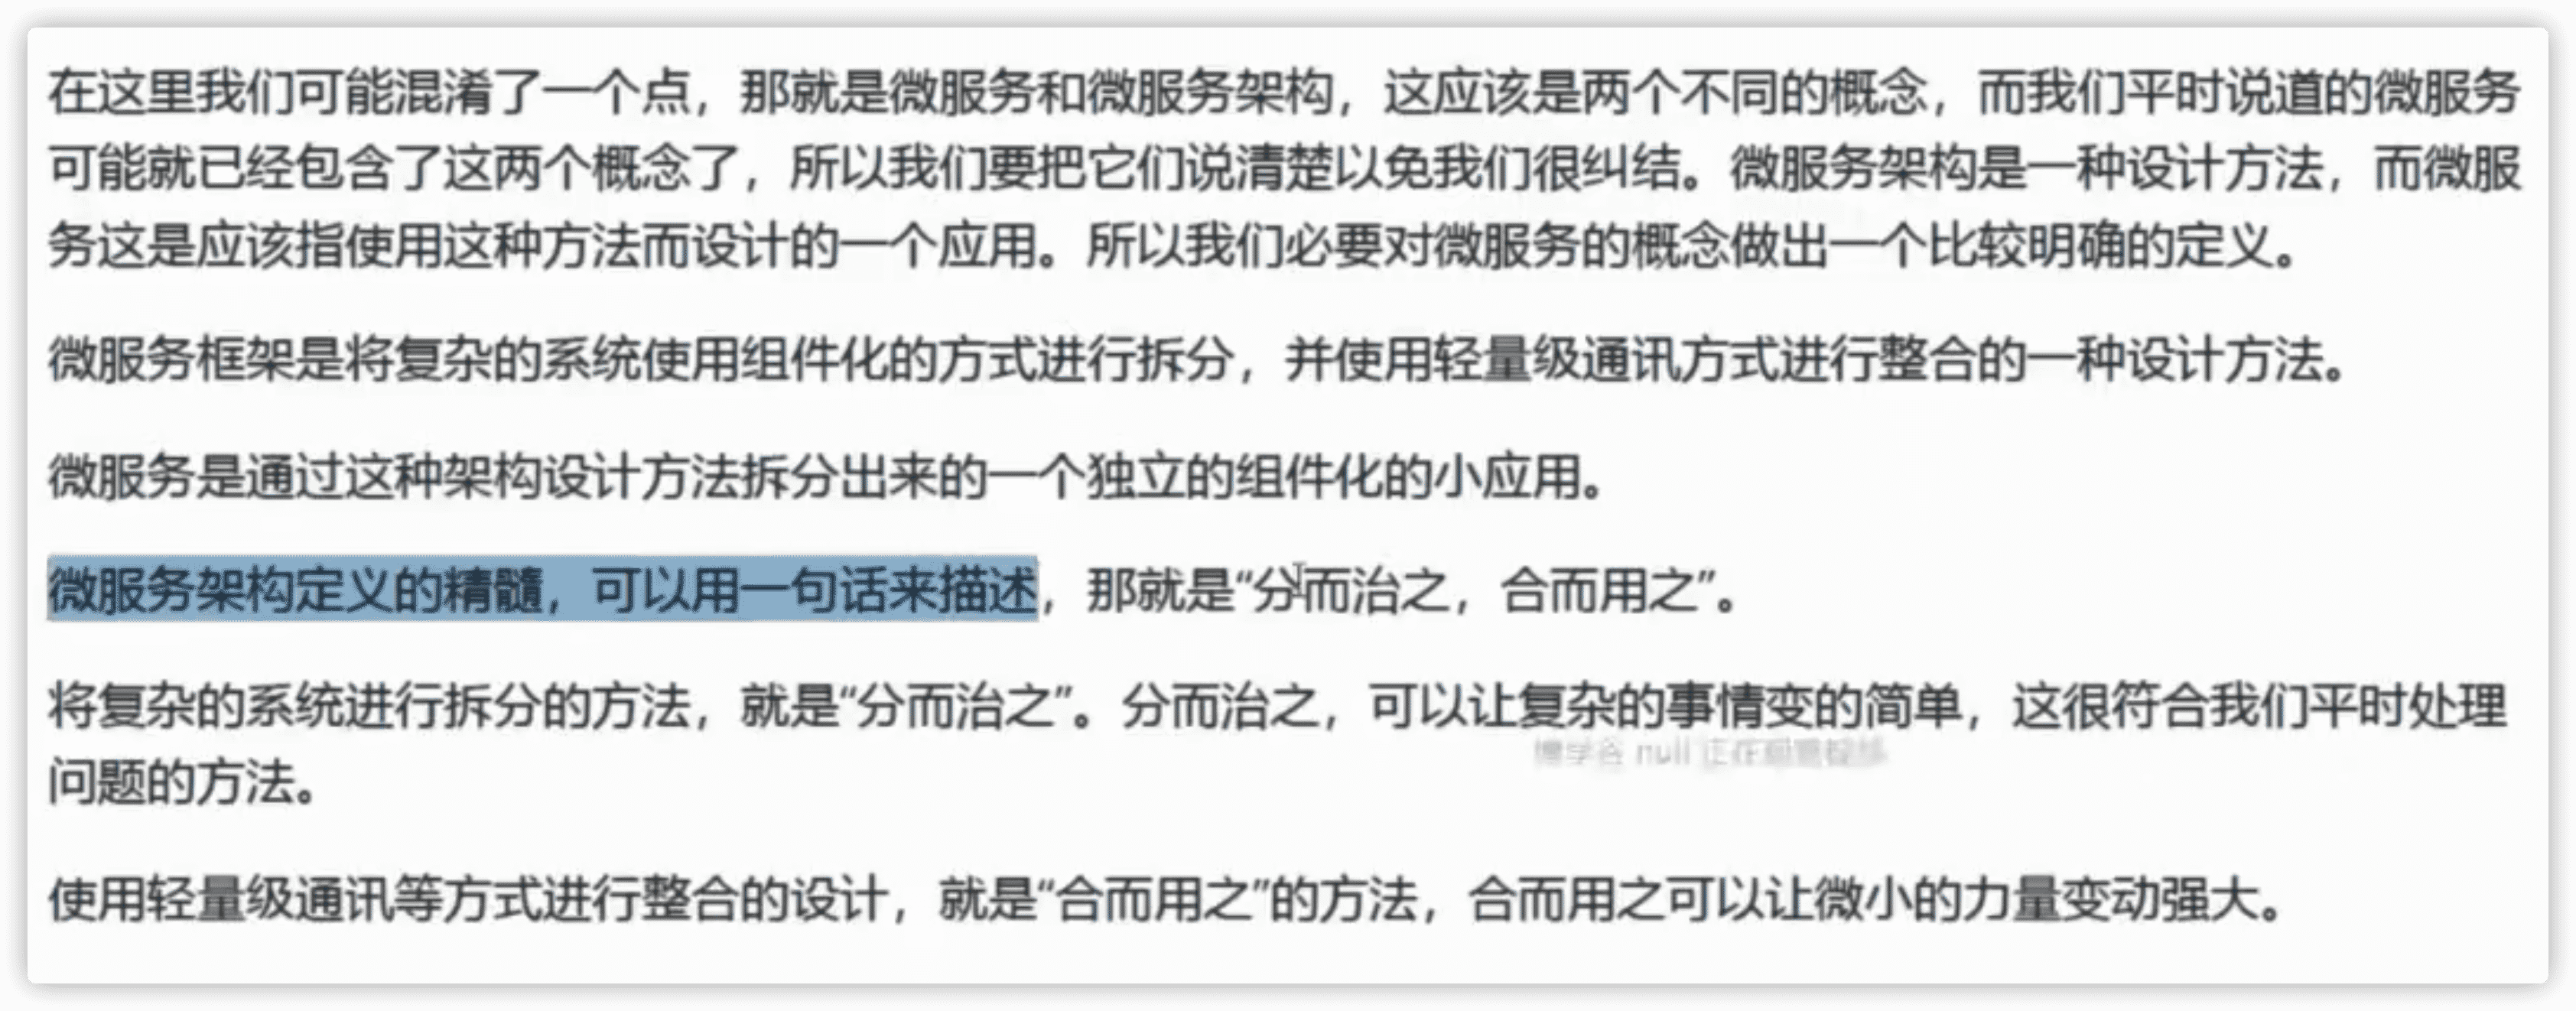 在这里我们可能混淆了一个点，那就是微服务和微服务架构，这应该是两个不同的概念，而我们平时说道的微服务
可能就已经包含了这两个概念了，所以我们要把它们说清楚以免我们很纠结。微服务架构是一种设计方法，而微服
务这是应该指使用这种方法而设计的一个应用。所以我们必要对微服务的概念做出一个比较明确的定义。
微服务框架是将复杂的系统使用组件化的方式进行拆分，并使用轻量级通讯方式进行整合的一种设计方法。
微服务是通过这种架构设计方法拆分出来的一个独立的组件化的小应用。
微服务架构定义的精髓，可以用一句话来描述，那就是“分而治之，合而用之”。
将复杂的系统进行拆分的方法，就是“分而治之”。分而治之，可以让复杂的事情变的简单，这很符合我们平时处理
博学谷 null 正在观看视频
问题的方法。
使用轻量级通讯等方式进行整合的设计，就是“合而用之”的方法，合而用之可以让微小的力量变动强大。